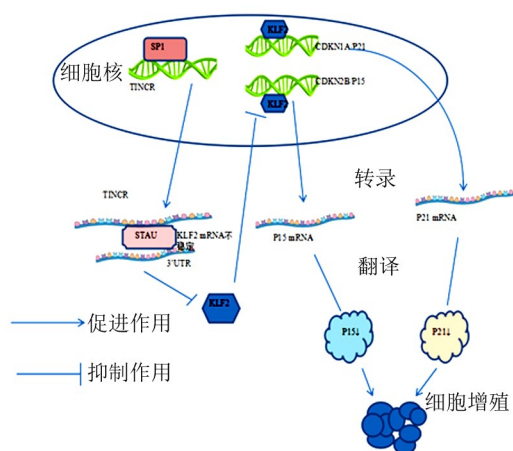 KLF2
SP1
CDKN1A/P21
细胞核
TINCR
CDKN2B/P15
KLF2
转录
TINCR
P21 mRNA
STAU
KLF2 mRNA不
稳定
P15 mRNA
3'UTR
翻译
KLF2
促进作用
P15↓
P21↓
抑制作用
细胞增殖